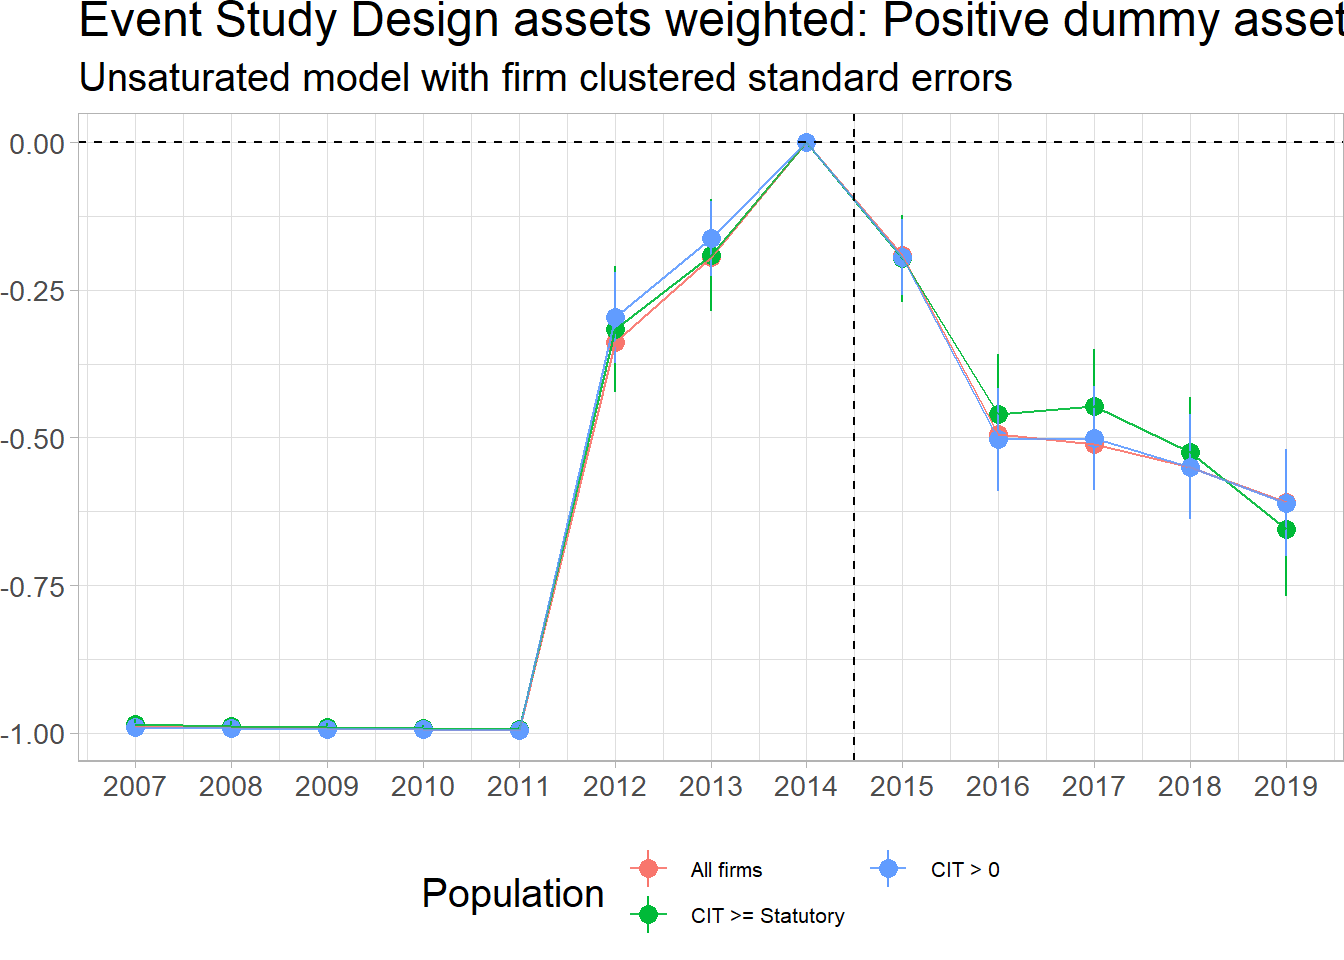 Event Study Design assets weighted: Positive dummy asset
Unsaturated model with firm clustered standard errors
0.00
-0.25
-0.50
-0.75
-1.00
2007 2008 2009 2010 2011 2012 2013 2014 2015 2016 2017 2018 2019
Population
All firms
CIT > 0
CIT >= Statutory